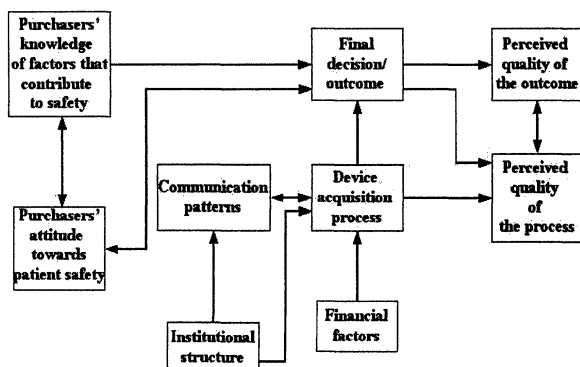 Purchasers'
knowledge
of factors that
contribute
to safety
Final
decision/
outcome
Perceived
quality of
the outcome
Communication
patterns
Device
acquisition
process
Perceived
quality
of
the process
Purchasers'
attitude
towards
patient safety
Institutional
structure
Financial
factors